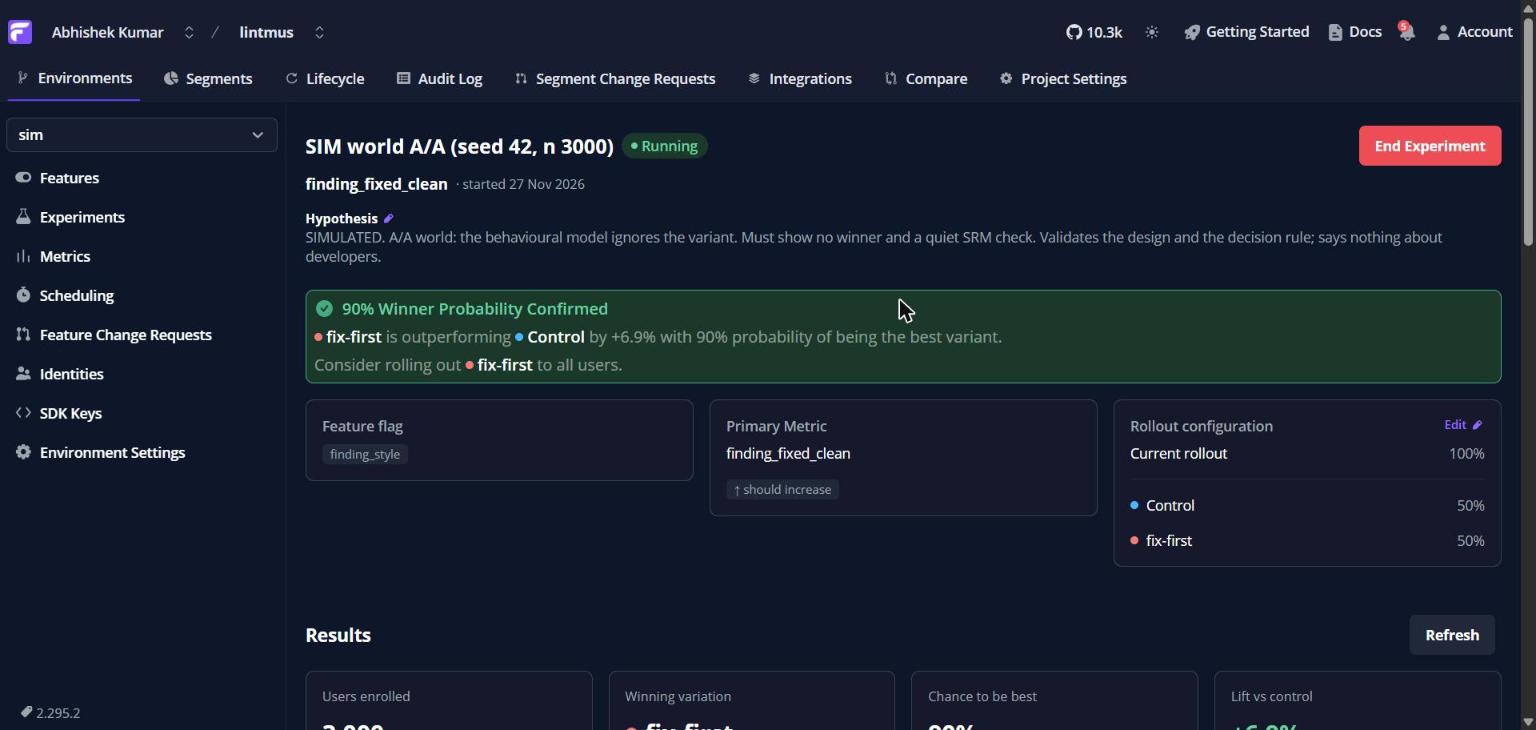 Abhishek Kumar / lintmus
10.3k
Getting Started
Docs
5
Account
Environments
Segments
Lifecycle
Audit Log
Segment Change Requests
Integrations
Compare
Project Settings
sim
Features
Experiments
Metrics
Scheduling
Feature Change Requests
Identities
SDK Keys
Environment Settings
2.295.2
SIM world A/A (seed 42, n 3000)
Running
End Experiment
finding_fixed_clean · started 27 Nov 2026
Hypothesis
SIMULATED. A/A world: the behavioural model ignores the variant. Must show no winner and a quiet SRM check. Validates the design and the decision rule; says nothing about
developers.
90% Winner Probability Confirmed
fix-first is outperforming Control by +6.9% with 90% probability of being the best variant.
Consider rolling out fix-first to all users.
Feature flag
finding_style
Primary Metric
finding_fixed_clean
↑ should increase
Rollout configuration
Edit
Current rollout 100%
Control 50%
fix-first 50%
Results
Refresh
Users enrolled
Winning variation
fix-first
Chance to be best
Lift vs control